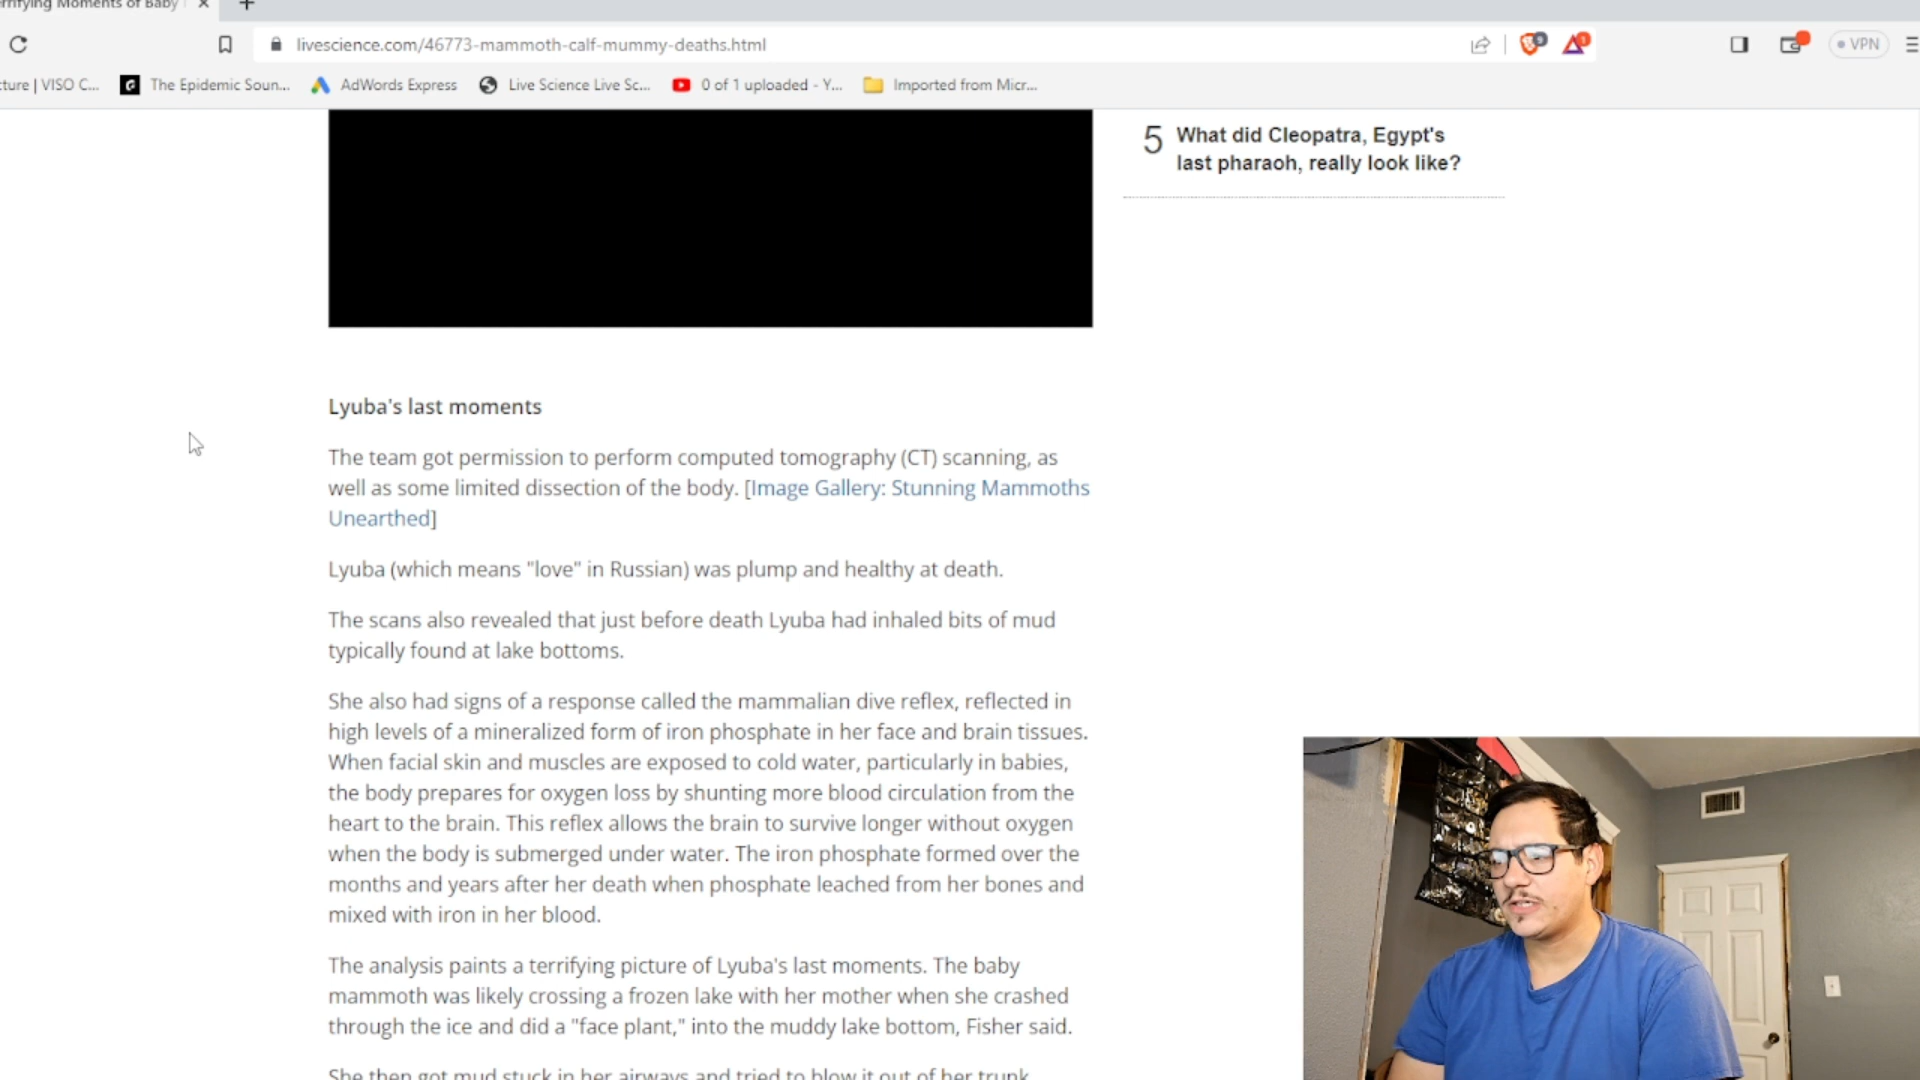 rrifying Moments of Baby
livescience.com/46773-mammoth-calf-mummy-deaths.html
VPN
cture | VISO C...
The Epidemic Soun...
AdWords Express
Live Science Live Sc...
0 of 1 uploaded - Y...
Imported from Micr...
5 What did Cleopatra, Egypt's
last pharaoh, really look like?
Lyuba's last moments
The team got permission to perform computed tomography (CT) scanning, as
well as some limited dissection of the body. [Image Gallery: Stunning Mammoths
Unearthed]
Lyuba (which means "love" in Russian) was plump and healthy at death.
The scans also revealed that just before death Lyuba had inhaled bits of mud
typically found at lake bottoms.
She also had signs of a response called the mammalian dive reflex, reflected in
high levels of a mineralized form of iron phosphate in her face and brain tissues.
When facial skin and muscles are exposed to cold water, particularly in babies,
the body prepares for oxygen loss by shunting more blood circulation from the
heart to the brain. This reflex allows the brain to survive longer without oxygen
when the body is submerged under water. The iron phosphate formed over the
months and years after her death when phosphate leached from her bones and
mixed with iron in her blood.
The analysis paints a terrifying picture of Lyuba's last moments. The baby
mammoth was likely crossing a frozen lake with her mother when she crashed
through the ice and did a "face plant," into the muddy lake bottom, Fisher said.
She then got mud stuck in her airways and tried to blow it out of her trunk